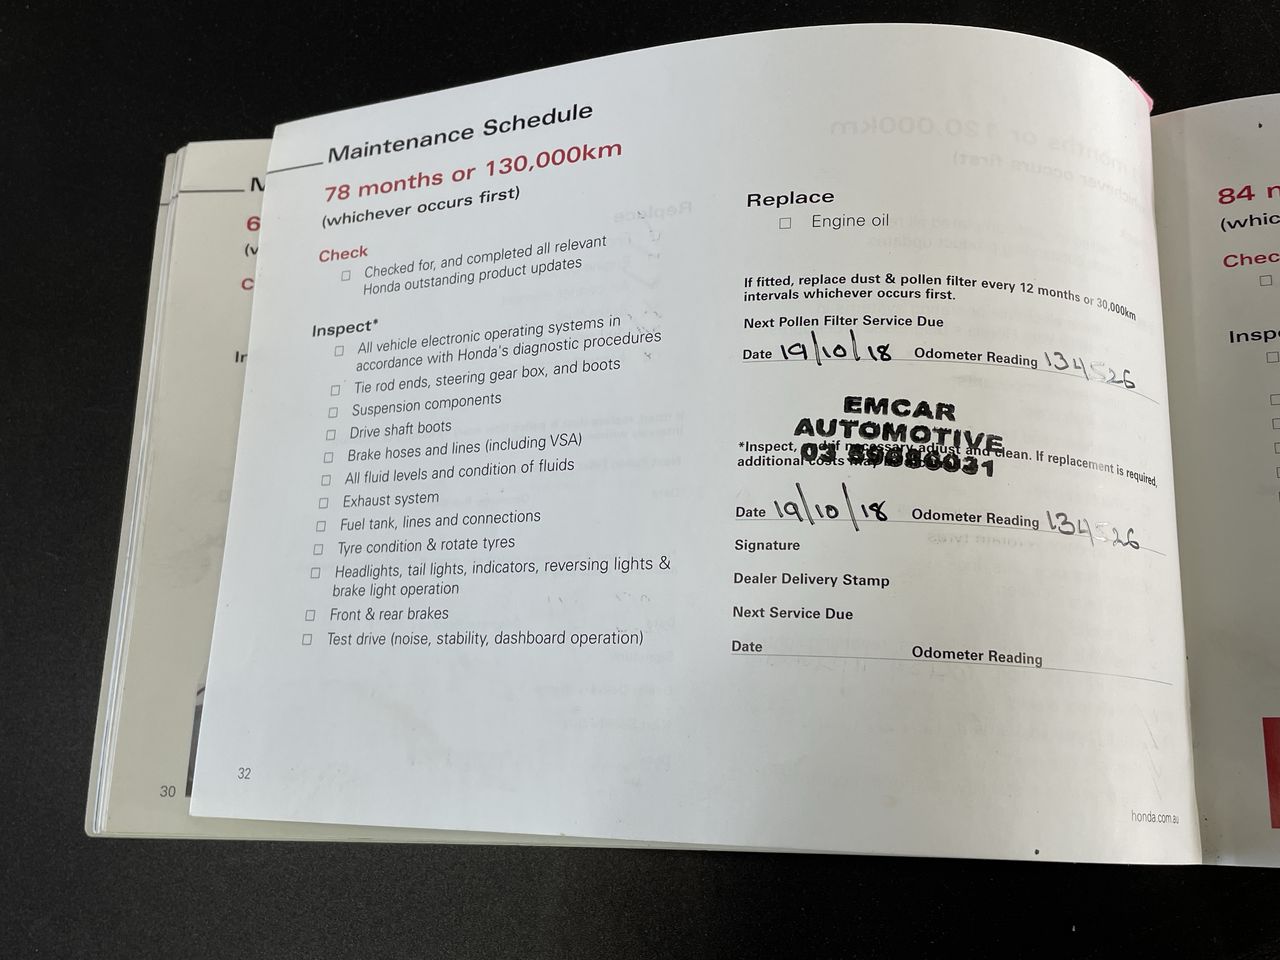 Maintenance Schedule
78 months or 130,000km
(whichever occurs first)
Check
Checked for, and completed all relevant
Honda outstanding product updates
Inspect*
All vehicle electronic operating systems in
accordance with Honda's diagnostic procedures
Tie rod ends, steering gear box, and boots
Suspension components
Drive shaft boots
Brake hoses and lines (including VSA)
All fluid levels and condition of fluids
Exhaust system
Fuel tank, lines and connections
Tyre condition & rotate tyres
Headlights, tail lights, indicators, reversing lights &
brake light operation
Front & rear brakes
Test drive (noise, stability, dashboard operation)
32
Replace
Engine oil
If fitted, replace dust & pollen filter every 12 months or 30,000km
intervals whichever occurs first.
Next Pollen Filter Service Due
Date 19/10/18 Odometer Reading 134526
EMCAR
AUTOMOTIVE
*Inspect, if necessary adjust and clean. If replacement is required,
additional costs may
Date 19/10/18 Odometer Reading 134526
Signature
Dealer Delivery Stamp
Next Service Due
Date Odometer Reading
honda.com.au
30
84